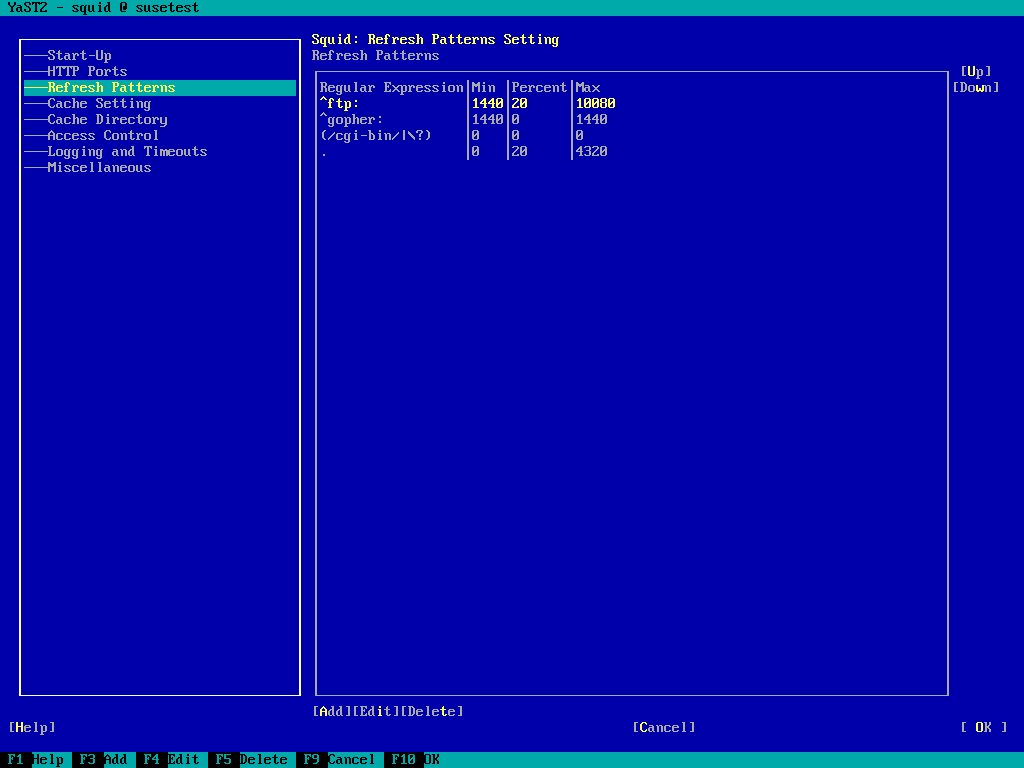 YaST2 - squid @ susetest
Squid: Refresh Patterns Setting
Start-Up
Refresh Patterns
HTTP Ports
[Up]
Refresh Patterns
Regular Expression|Min |Percent|Max
[Down]
Cache Setting
^ftp: |1440|20 |10080
Cache Directory
^gopher: |1440|0 |1440
Access Control
(/cgi-bin/|\?) |0 |0 |0
Logging and Timeouts
. |0 |20 |4320
Miscellaneous
[Add][Edit][Delete]
[Help] [Cancel] [ OK ]
F1 Help F3 Add F4 Edit F5 Delete F9 Cancel F10 OK